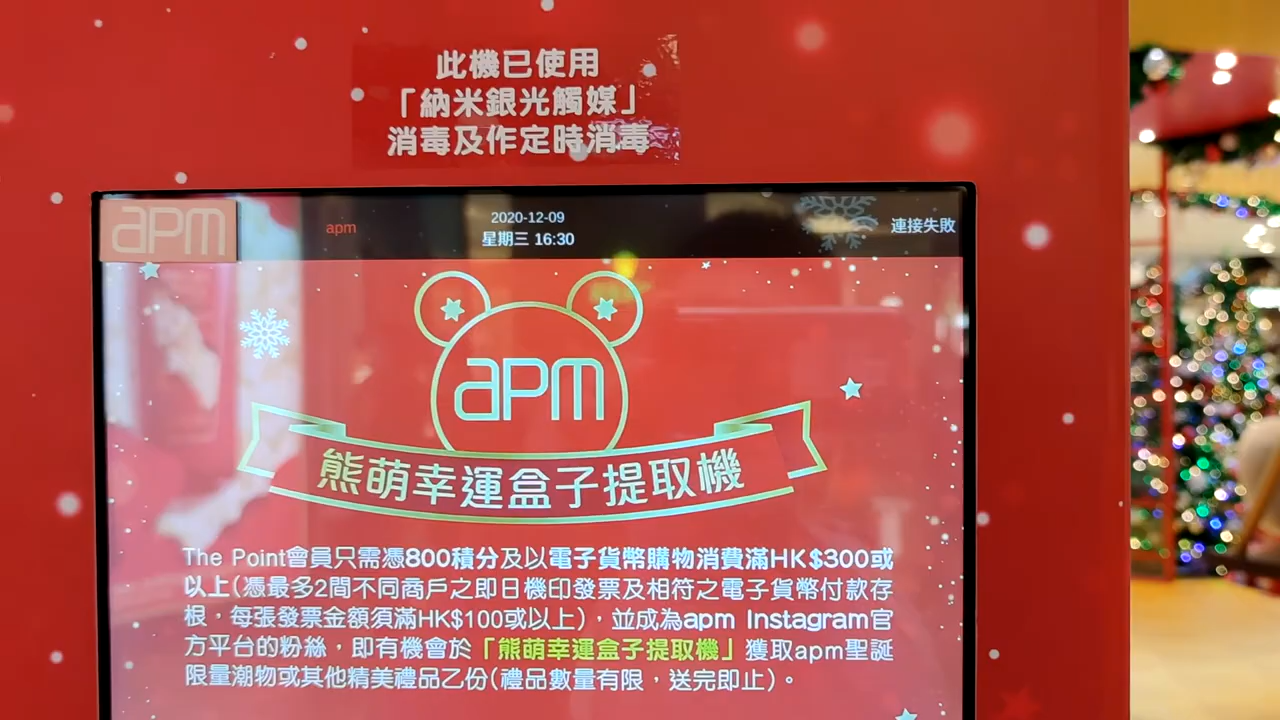 此機已使用
「納米銀光觸媒」
消毒及作定時消毒
apm
apm
2020-12-09
星期三 16:30
連接失敗
apm
熊萌幸運盒子提取機
The Point會員只需憑800積分及以電子貨幣購物消費滿HK$300或
以上(憑最多2間不同商戶之即日機印發票及相符之電子貨幣付款存
根，每張發票金額須滿HK$100或以上)，並成為apm Instagram官
方平台的粉絲，即有機會於「熊萌幸運盒子提取機」獲取apm聖誕
限量潮物或其他精美禮品乙份(禮品數量有限，送完即止)。